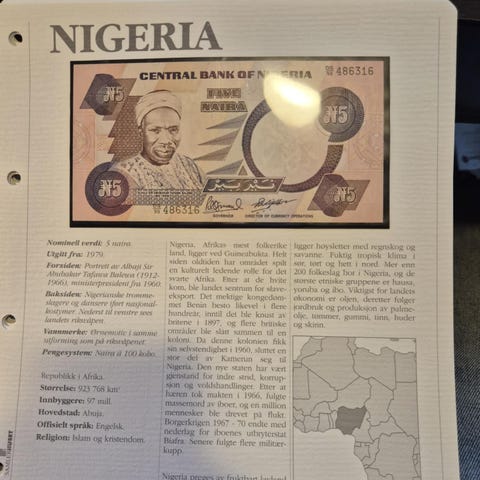 NIGERIA
CENTRAL BANK OF NIGERIA
486316
N5
FIVE
NAIRA
N5
N5
N5
486316
GOVERNOR
DIRECTOR OF CURRENCY OPERATIONS
Nominell verdi: 5 naira.
Utgitt fra: 1979.
Forsiden: Portrett av Alhaji Sir
Abubakar Tafawa Balewa (1912-
1966), ministerpresident fra 1960.
Baksiden: Nigerianske tromme-
slagere og dansere iført nasjonal-
kostymer. Nederst til venstre sees
landets riksvåpen.
Vannmerke: Ørnemotiv i samme
utforming som på riksvåpenet.
Pengesystem: Naira à 100 kobo.
Republikk i Afrika.
Størrelse: 923 768 km²
Innbyggere: 97 mill.
Hovedstad: Abuja.
Offisielt språk: Engelsk.
Religion: Islam og kristendom.
Nigeria, Afrikas mest folkerike
land, ligger ved Guineabukta. Helt
siden oldtiden har området spilt
en kulturelt ledende rolle for det
svarte Afrika. Etter at de hvite
kom, ble landet sentrum for slave-
eksport. Det mektige kongedøm-
met Benin hesto likevel i flere
hundreår, inntil det ble knust av
britene i 1897, og flere britiske
områder ble slått sammen til en
koloni. Da denne kolonien fikk
sin selvstendighet i 1960, sluttet en
stor del av Kamerun seg til
Nigeria. Den nye staten har vært
gjenstand for indre strid, korrup-
sjon og voldshandlinger. Etter at
hæren tok makten i 1966, fulgte
massemord av iboer, og en million
mennesker ble drevet på flukt.
Borgerkrigen 1967 - 70 endte med
nederlag for iboenes utbryterstat
Biafra. Senere fulgte flere militær-
kupp.
Nigeria preges av fruktbart lavland
ligger høysletter med regnskog og
savanne. Fuktig tropisk klima i
sør, tørt og hett i nord. Mer enn
200 folkeslag bor i Nigeria, og de
største etniske gruppene er hausa,
yoruba og ibo. Viktigst for landets
økonomi er oljen, deretter følger
jordbruk og produksjon av palme-
olje, tømmer, gummi, tinn, huder
og skinn.